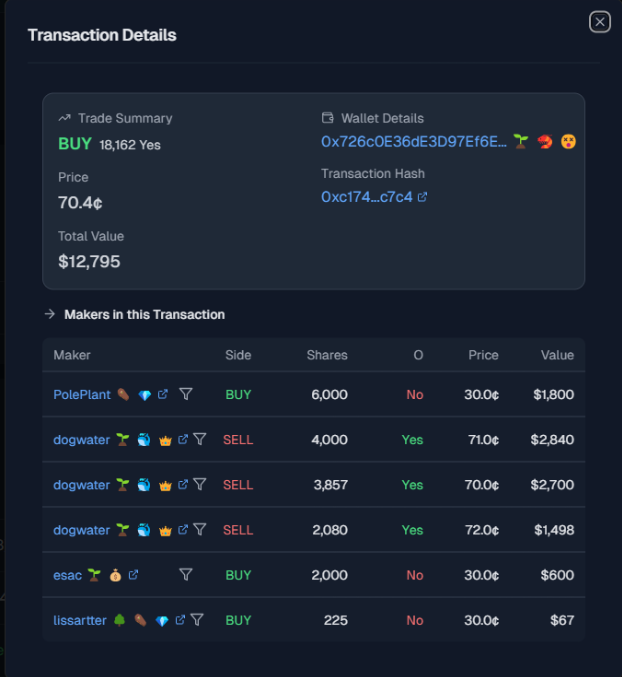 Transaction Details
Trade Summary
BUY 18,162 Yes
Price
70.4¢
Total Value
$12,795
Wallet Details
0x726c0E36dE3D97Ef6E...
Transaction Hash
0xc174...c7c4
Makers in this Transaction
Maker Side Shares O Price Value
PolePlant BUY 6,000 No 30.0¢ $1,800
dogwater SELL 4,000 Yes 71.0¢ $2,840
dogwater SELL 3,857 Yes 70.0¢ $2,700
dogwater SELL 2,080 Yes 72.0¢ $1,498
esac BUY 2,000 No 30.0¢ $600
lissartter BUY 225 No 30.0¢ $67